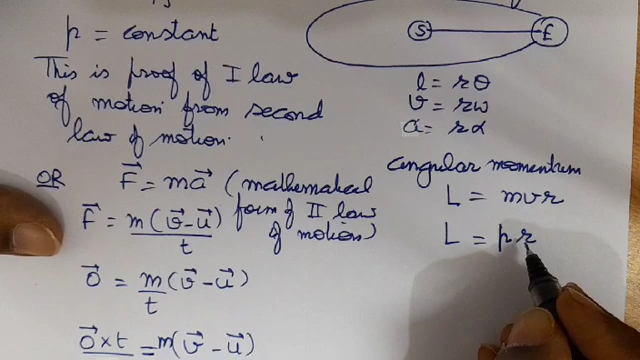 p = constant
This is proof of I law
of motion from second
law of motion.
OR
F⃗ = ma⃗ (mathematical
form of II law
of motion)
F⃗ = m(v⃗-u⃗)/t
0⃗ = m/t (v⃗-u⃗)
0⃗×t = m(v⃗-u⃗)
S
E
l = rθ
v = rω
a = rα
angular momentum
L = mvr
L = pr